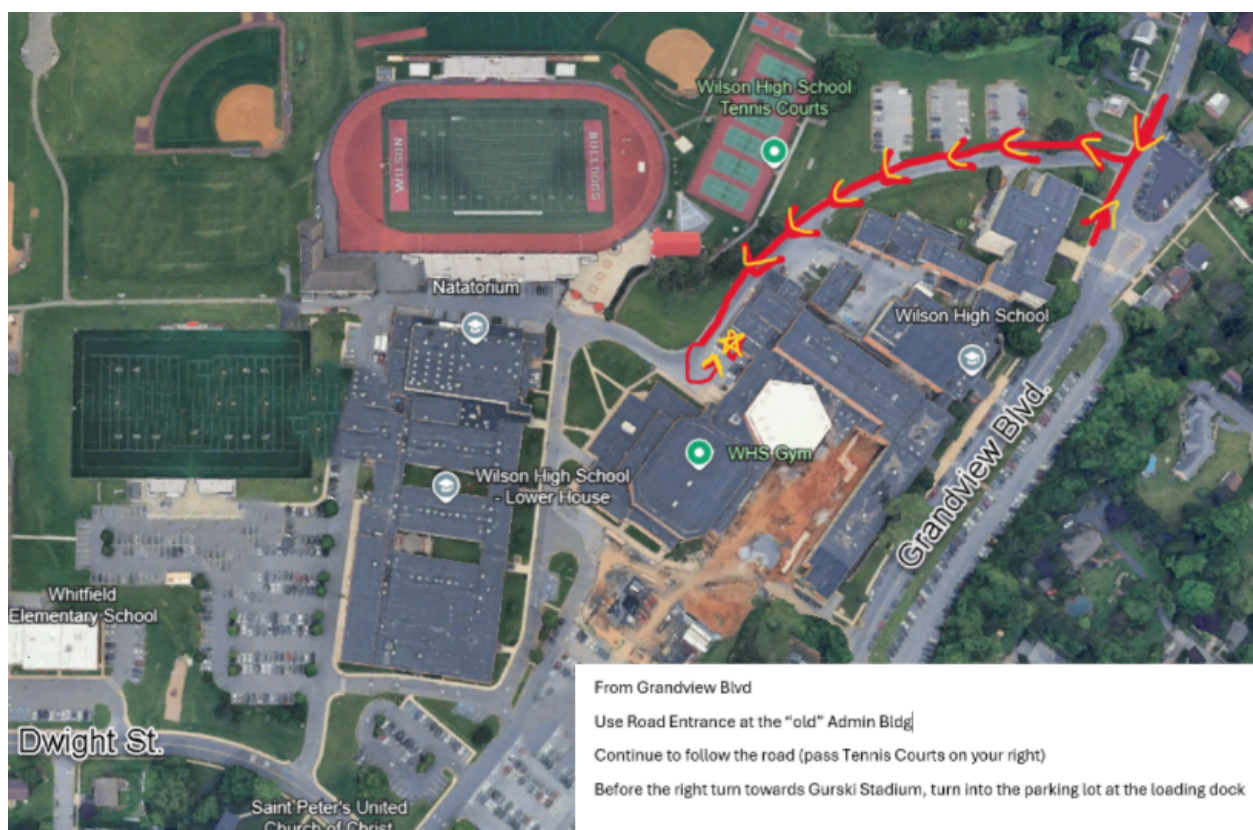 Wilson High School
Tennis Courts
WILSON
BULLDOGS
Natatorium
Wilson High School
WHS Gym
Wilson High School
- Lower House
Grandview Blvd.
Whitfield
Elementary School
Dwight St.
Saint Peter's United
Church of Christ
From Grandview Blvd
Use Road Entrance at the “old” Admin Bldg
Continue to follow the road (pass Tennis Courts on your right)
Before the right turn towards Gurski Stadium, turn into the parking lot at the loading dock